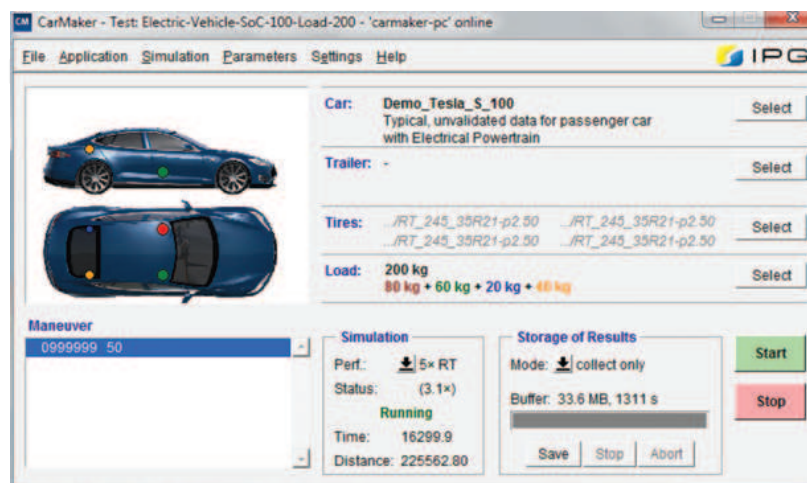 CM CarMaker - Test: Electric-Vehicle-SoC-100-Load-200 - 'carmaker-pc' online
File Application Simulation Parameters Settings Help
IPG
Car: Demo_Tesla_S_100 Select
Typical, unvalidated data for passenger car
with Electrical Powertrain
Trailer: - Select
Tires: .../RT_245_35R21-p2.50 .../RT_245_35R21-p2.50 Select
.../RT_245_35R21-p2.50 .../RT_245_35R21-p2.50
Load: 200 kg Select
80 kg + 60 kg + 20 kg + 40 kg
Maneuver
0999999 50
Simulation
Perf.: 5× RT
Status: (3.1×)
Running
Time: 16299.9
Distance: 225562.80
Storage of Results
Mode: collect only
Buffer: 33.6 MB, 1311 s
Save Stop Abort
Start
Stop